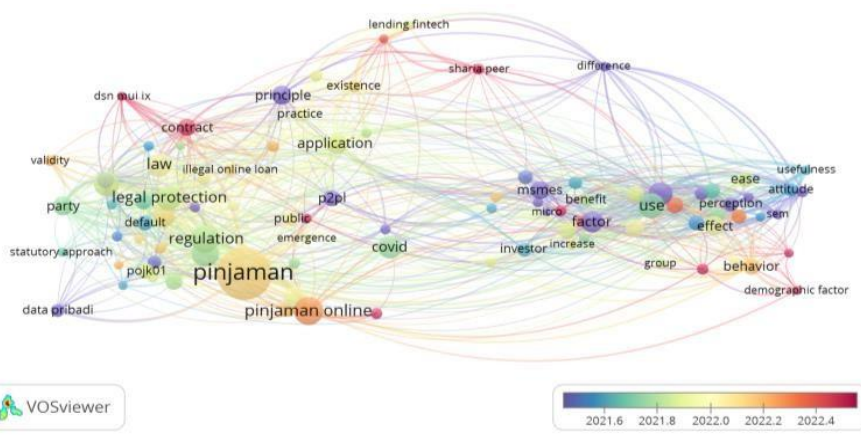 lending fintech
sharia peer
difference
existence
dsn mui ix
principle
practice
contract
application
validity
law
illegal online loan
usefulness
ease
legal protection
p2pl
msmes
benefit
attitude
party
use
perception
micro
sem
default
public
factor
effect
regulation
emergence
covid
increase
statutory approach
investor
pojk01
pinjaman
group
behavior
demographic factor
data pribadi
pinjaman online
VOSviewer
2021.6 2021.8 2022.0 2022.2 2022.4